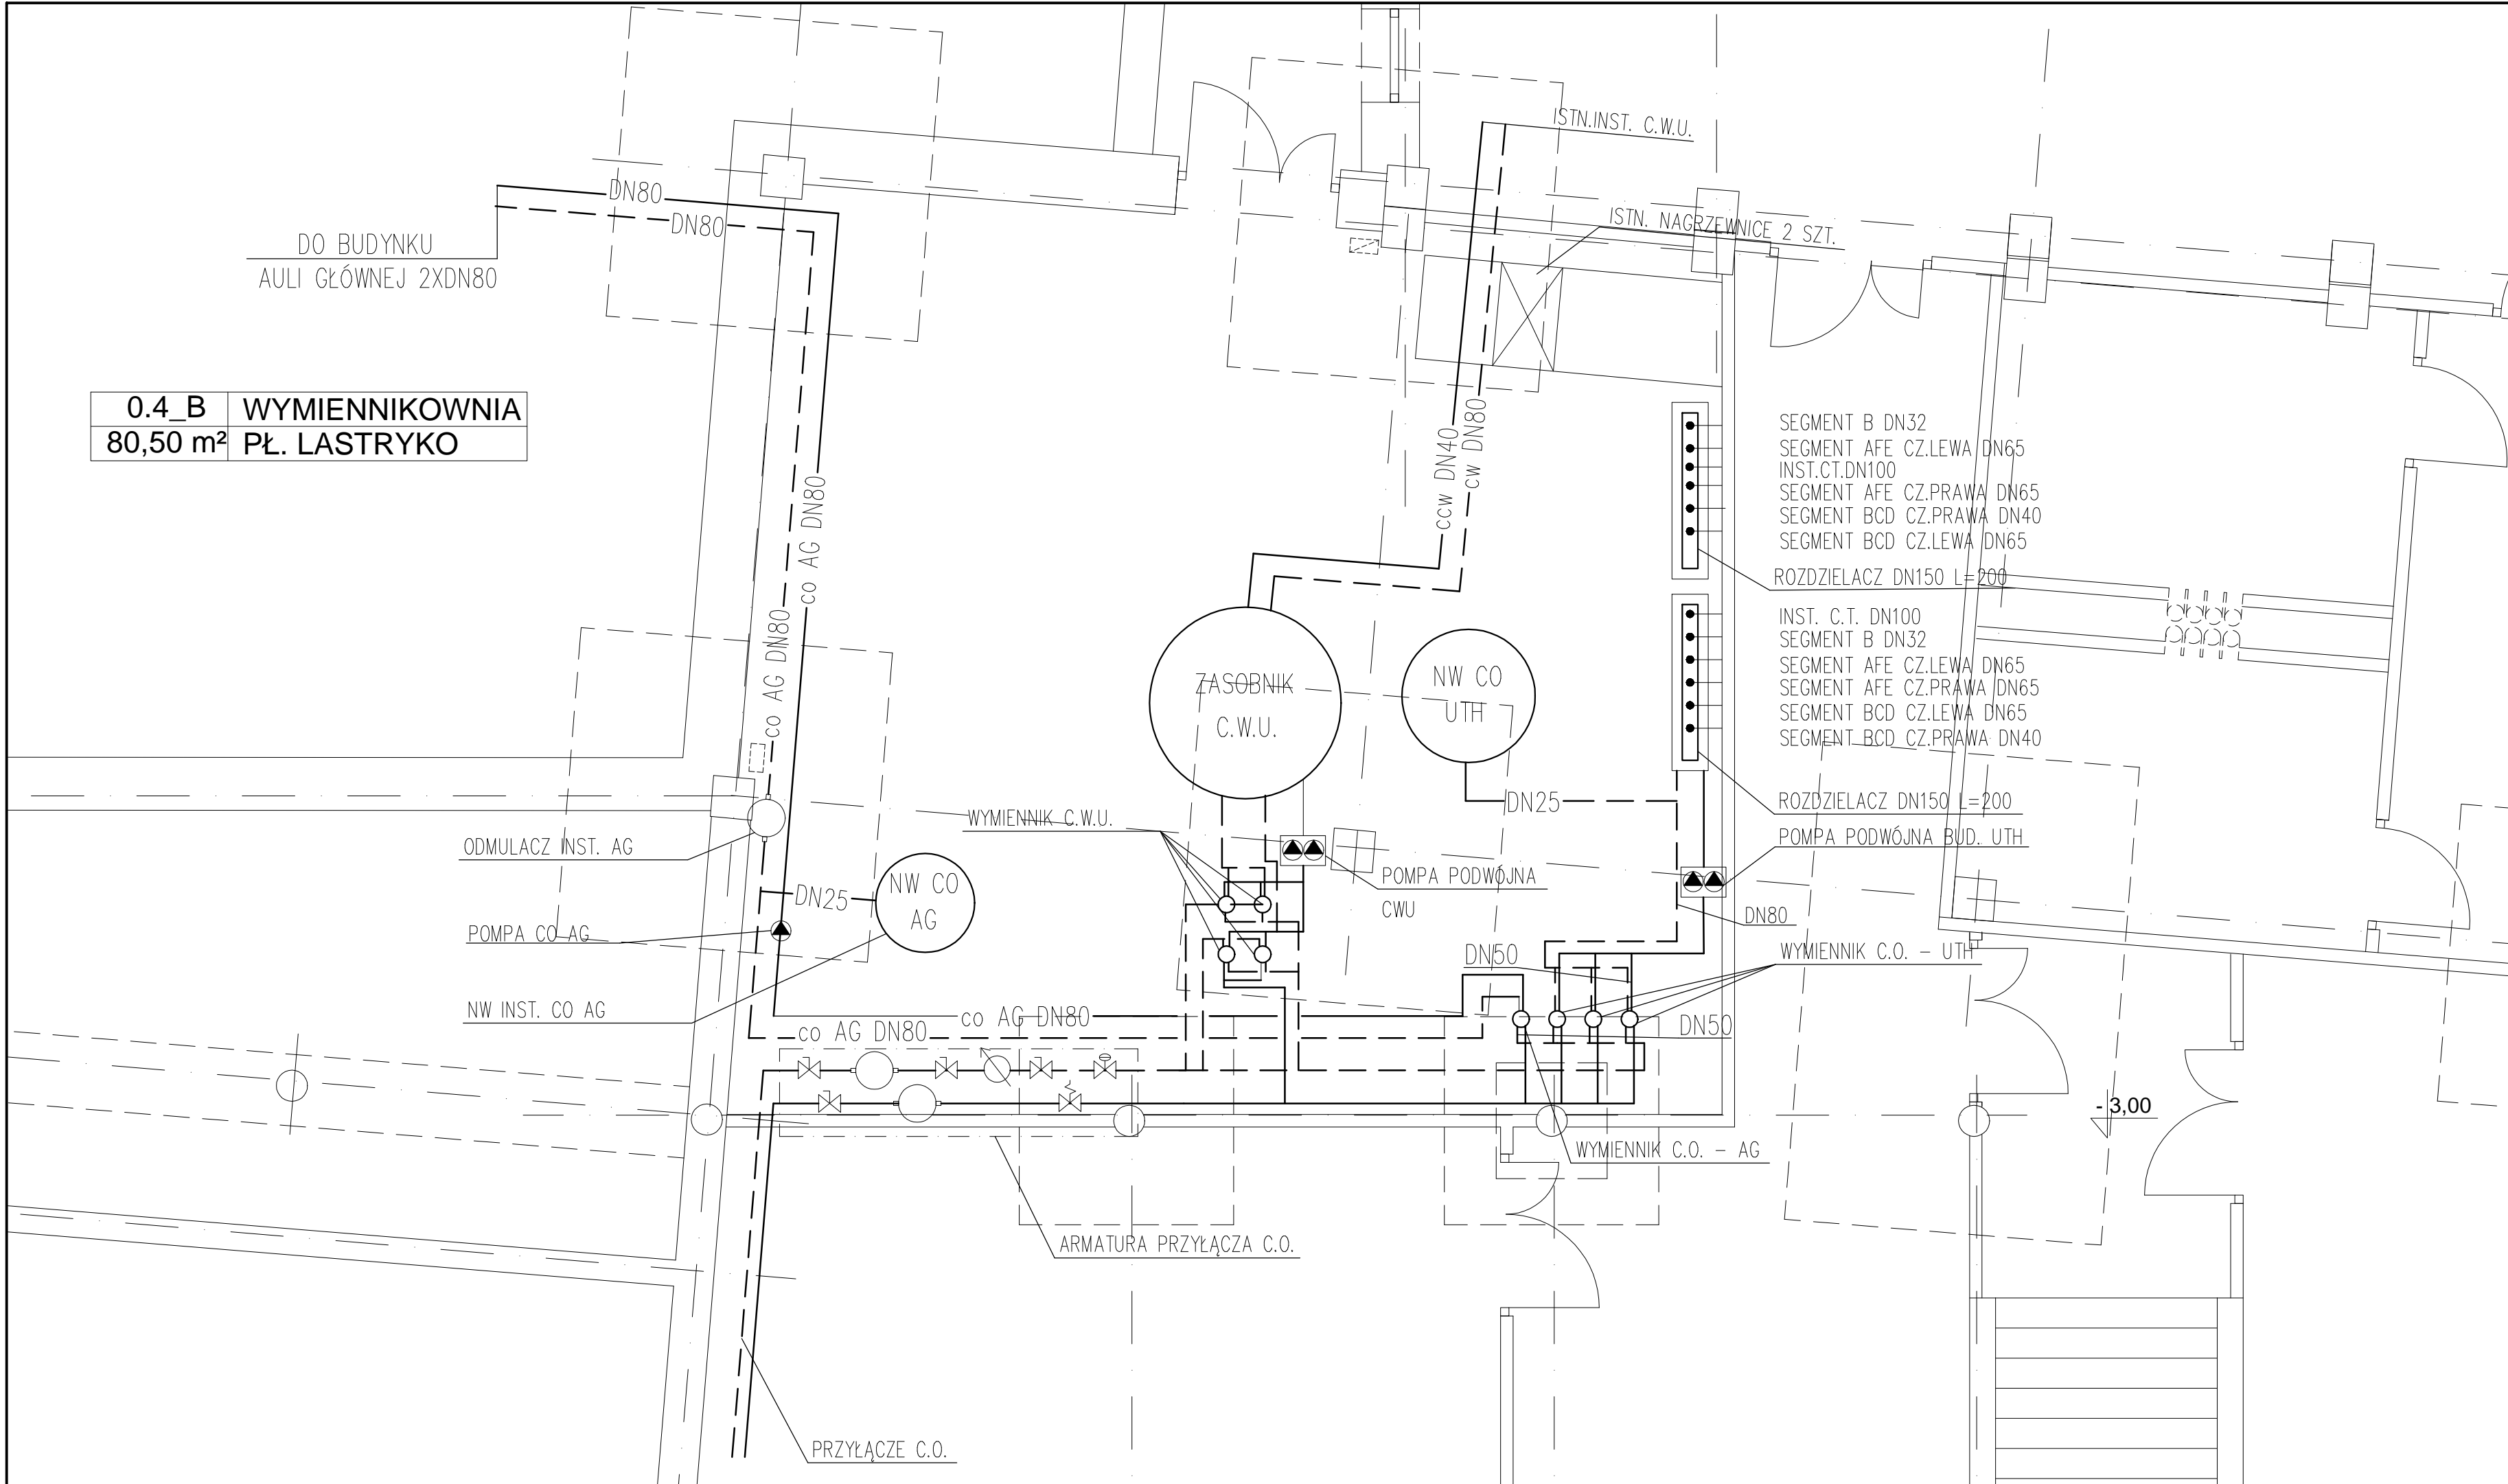 ISTN.INST. C.W.U.
DN80
DN80
ISTN. NAGRZEWNICE 2 SZT.
DO BUDYNKU
AULI GŁÓWNEJ 2XDN80
0.4_B WYMIENNIKOWNIA
80,50 m² PŁ. LASTRYKO
co AG DN80
co AG DN80
ccw DN40
cw DN80
SEGMENT B DN32
SEGMENT AFE CZ.LEWA DN65
INST.CT.DN100
SEGMENT AFE CZ.PRAWA DN65
SEGMENT BCD CZ.PRAWA DN40
SEGMENT BCD CZ.LEWA DN65
ROZDZIELACZ DN150 L=200
INST. C.T. DN100
SEGMENT B DN32
SEGMENT AFE CZ.LEWA DN65
SEGMENT AFE CZ.PRAWA DN65
SEGMENT BCD CZ.LEWA DN65
SEGMENT BCD CZ.PRAWA DN40
ROZDZIELACZ DN150 L=200
POMPA PODWÓJNA BUD. UTH
ZASOBNIK
C.W.U.
NW CO
UTH
DN25
WYMIENNIK C.W.U.
ODMULACZ INST. AG
NW CO
AG
DN25
POMPA PODWÓJNA
CWU
DN80
POMPA CO AG
WYMIENNIK C.O. - UTH
DN50
NW INST. CO AG
co AG DN80
co AG DN80
DN50
- 3,00
WYMIENNIK C.O. - AG
ARMATURA PRZYŁĄCZA C.O.
PRZYŁĄCZE C.O.